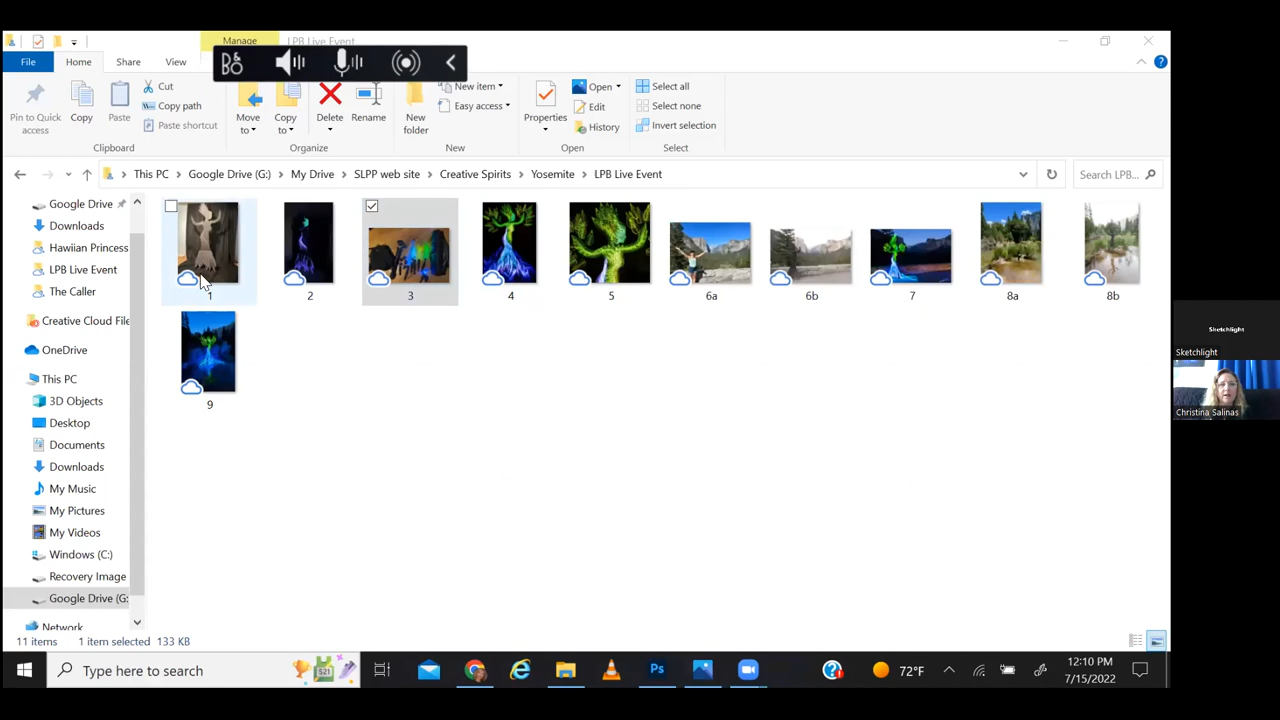 Manage
LPB Live Event
File
Home
Share
View
Pin to Quick access
Copy
Paste
Cut
Copy path
Paste shortcut
Clipboard
Move to
Copy to
Delete
Rename
Organize
New folder
New item
Easy access
New
Properties
Open
Edit
History
Open
Select all
Select none
Invert selection
Select
This PC > Google Drive (G:) > My Drive > SLPP web site > Creative Spirits > Yosemite > LPB Live Event
Search LPB...
Google Drive
Downloads
Hawiian Princess
LPB Live Event
The Caller
Creative Cloud File
OneDrive
This PC
3D Objects
Desktop
Documents
Downloads
My Music
My Pictures
My Videos
Windows (C:)
Recovery Image
Google Drive (G:
Network
1
2
3
4
5
6a
6b
7
8a
8b
9
Sketchlight
Sketchlight
Christina Salinas
11 items
1 item selected 133 KB
Type here to search
521
Ps
72°F
12:10 PM
7/15/2022